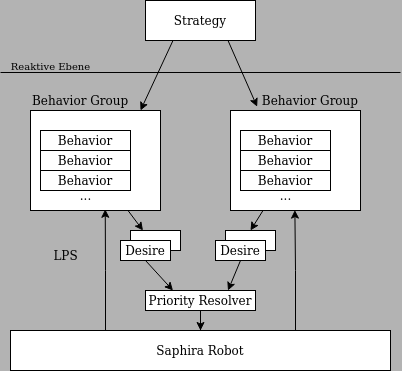 Strategy
Reaktive Ebene
Behavior Group
Behavior Group
Behavior
Behavior
Behavior
...
Behavior
Behavior
Behavior
...
Desire
Desire
LPS
Priority Resolver
Saphira Robot